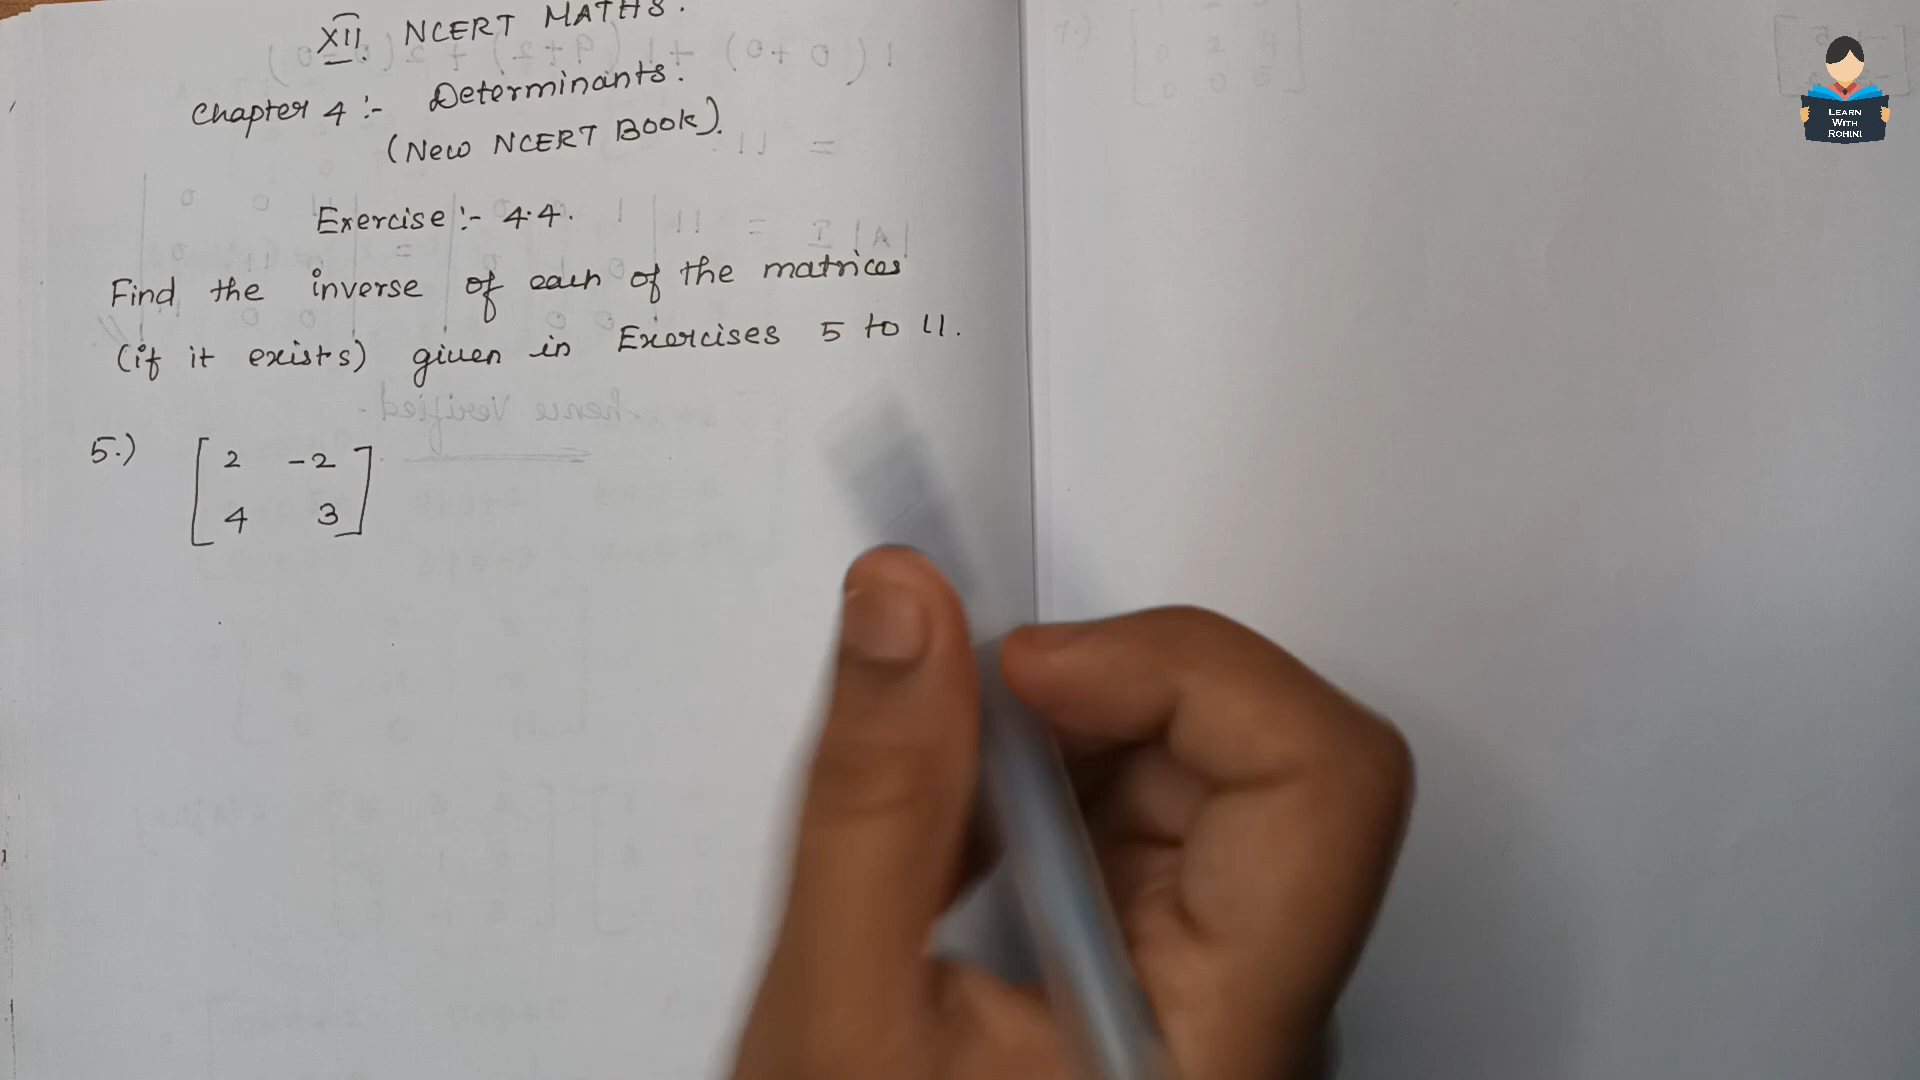 XII NCERT MATHS.
Chapter 4 :- Determinants.
(New NCERT Book).
Exercise :- 4.4.
Find the inverse of each of the matrices
(if it exists) given in Exercises 5 to 11.
5.) [2 -2
4 3]
LEARN
WITH
ROHINI